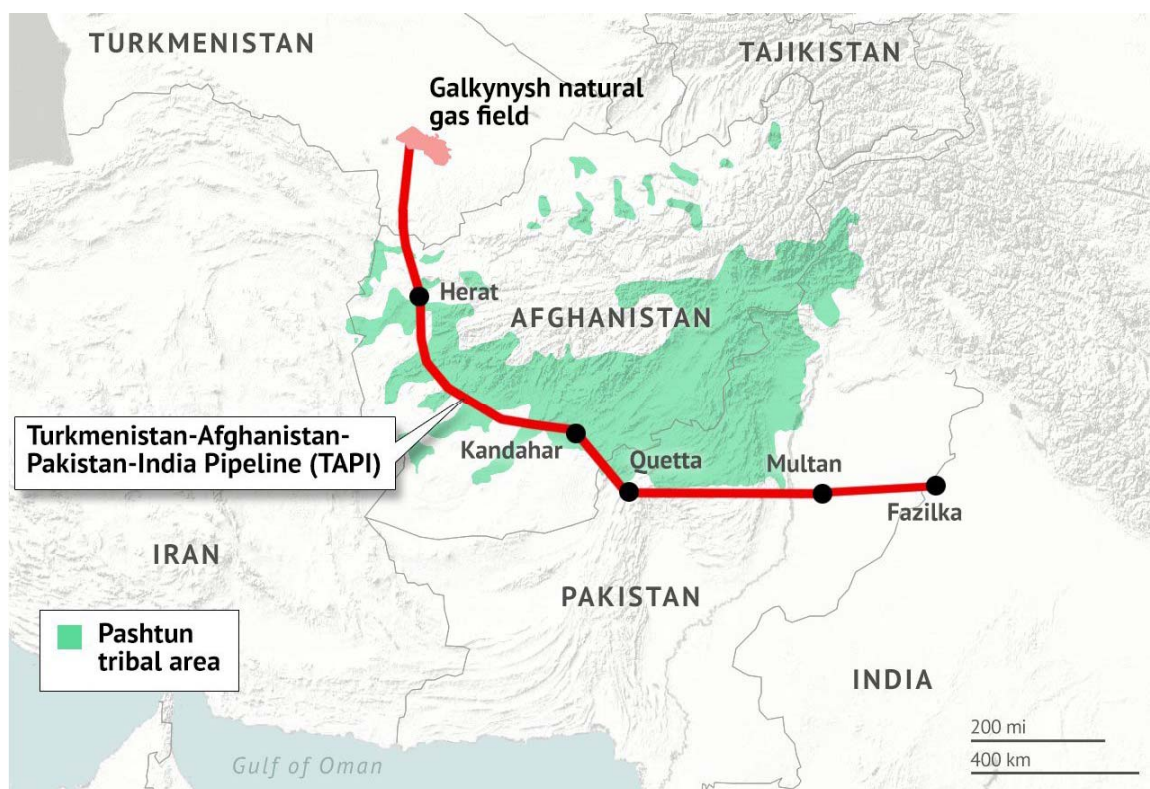 TURKMENISTAN
TAJIKISTAN
Galkynysh natural
gas field
Herat
AFGHANISTAN
Turkmenistan-Afghanistan-
Pakistan-India Pipeline (TAPI)
Kandahar
Quetta
Multan
Fazilka
IRAN
PAKISTAN
Pashtun
tribal area
INDIA
200 mi
400 km
Gulf of Oman